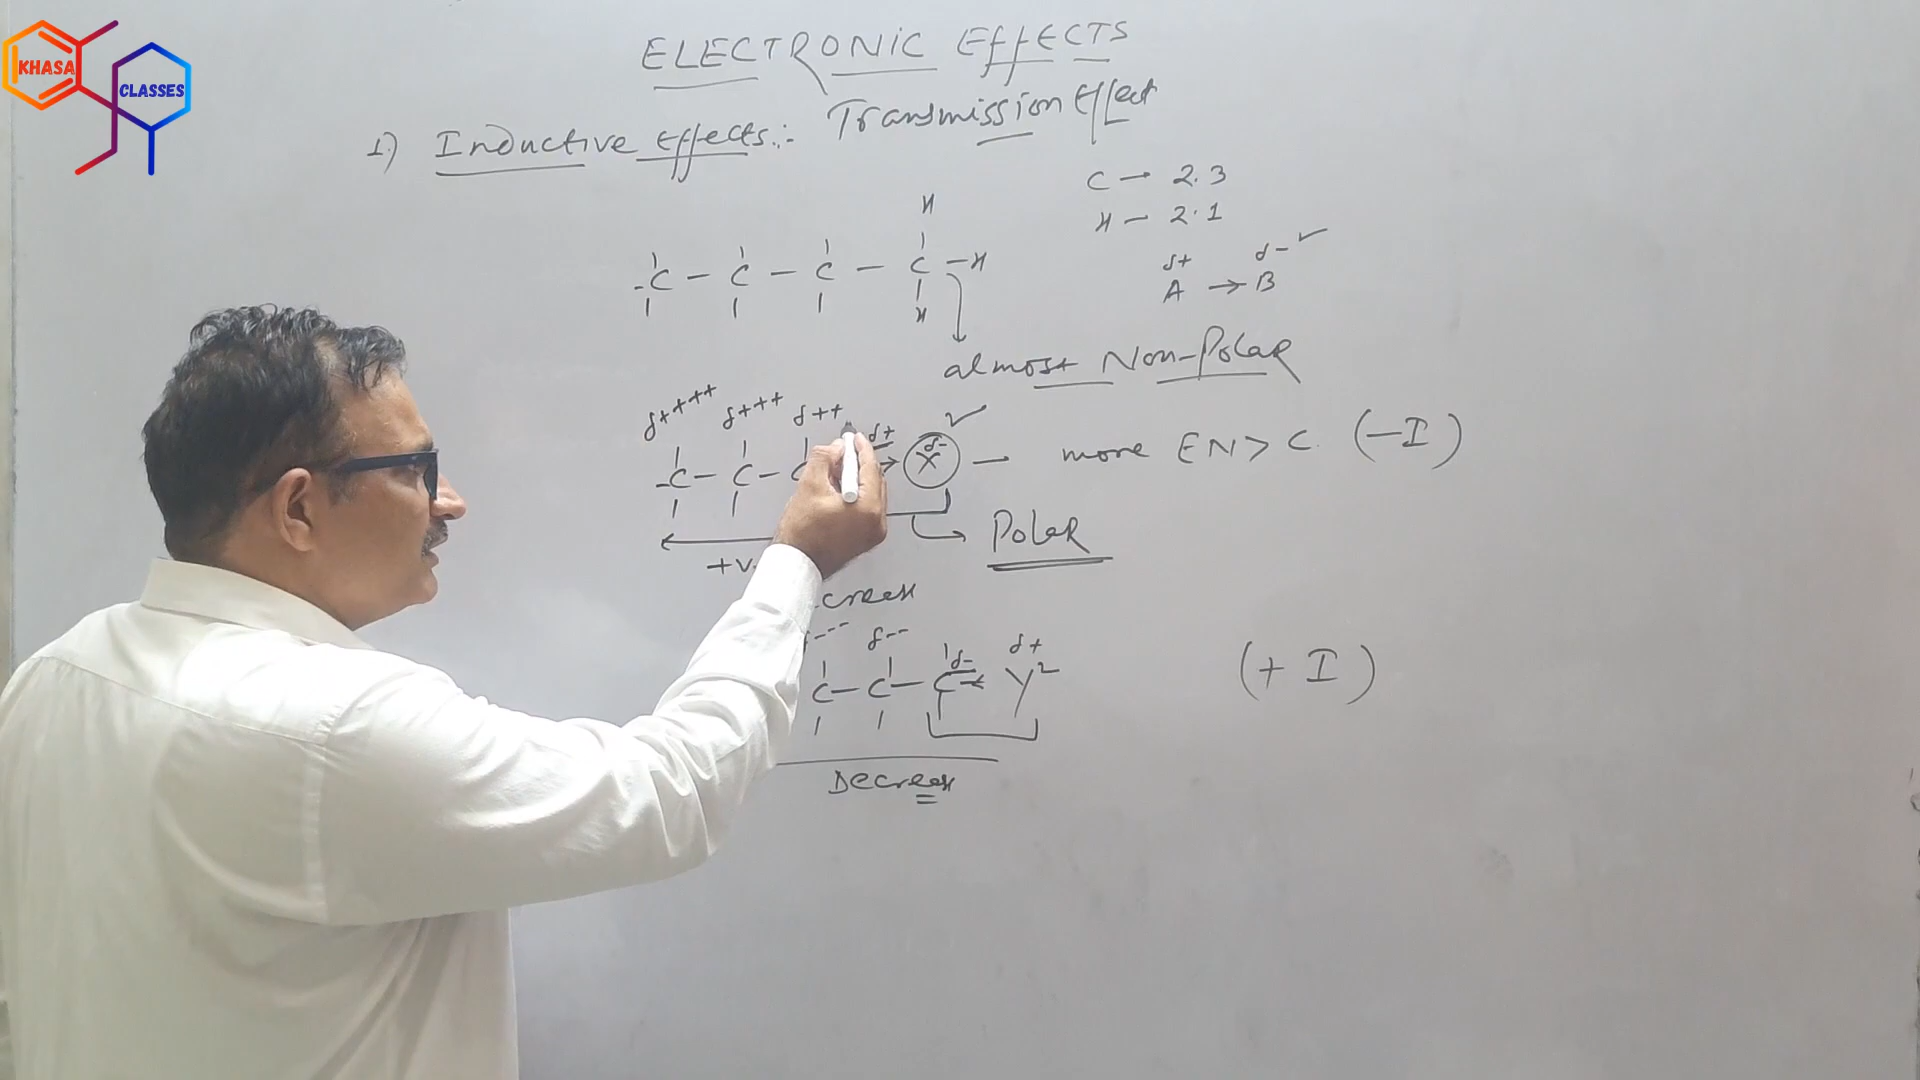 KHASA
CLASSES
ELECTRONIC EFFECTS
1.) Inductive Effects:- Transmission Effect
C → 2.3
H - 2.1
H
- C - C - C - C - H
H
δ+ δ- ✓
A → B
almost Non-Polar
δ++++ δ+++ δ++ δ+ δ- ✓
- C - C - C → X - more EN > C. (-I)
Polar
+v
δ-- δ- δ+
C - C - C Y (+ I)
Decrease